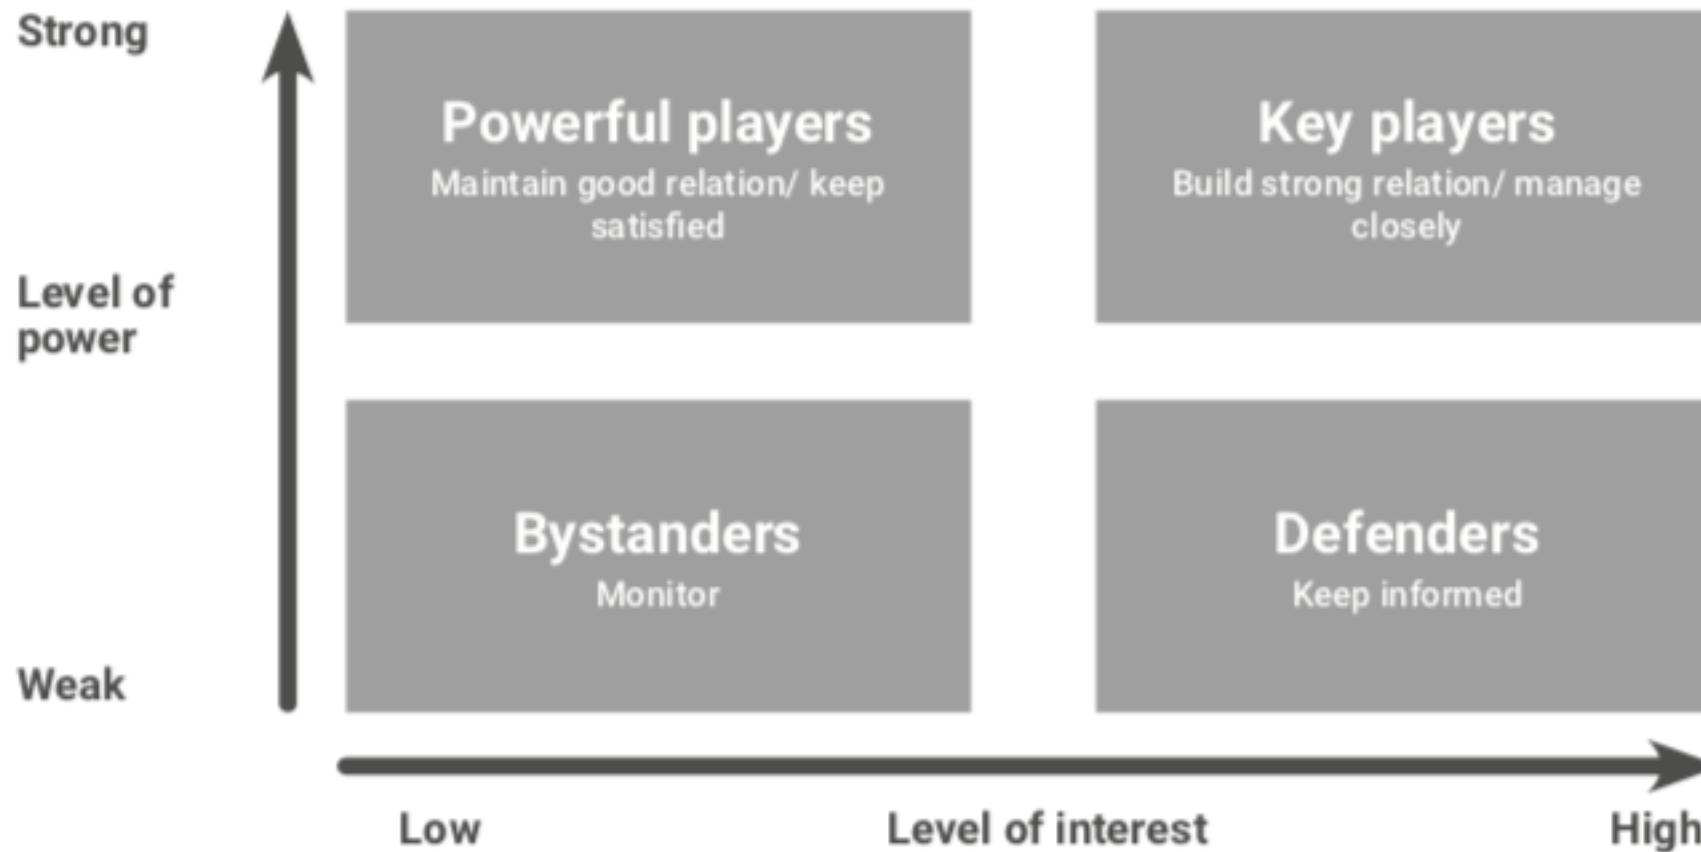 Strong
Powerful players
Maintain good relation/ keep
satisfied
Key players
Build strong relation/ manage
closely
Level of
power
Bystanders
Monitor
Defenders
Keep informed
Weak
Low
Level of interest
High